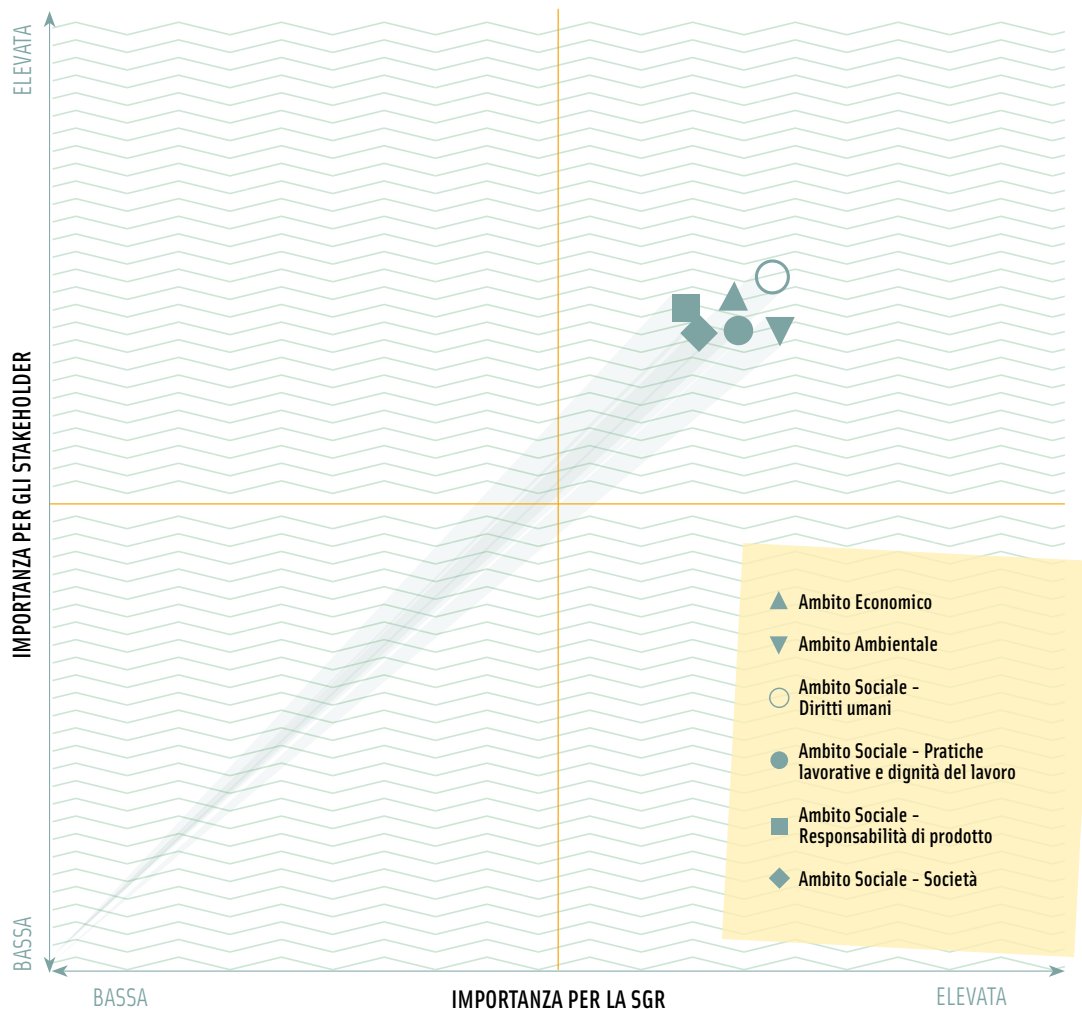 ELEVATA
IMPORTANZA PER GLI STAKEHOLDER
BASSA
Ambito Economico
Ambito Ambientale
Ambito Sociale -
Diritti umani
Ambito Sociale - Pratiche
lavorative e dignità del lavoro
Ambito Sociale -
Responsabilità di prodotto
Ambito Sociale - Società
BASSA
IMPORTANZA PER LA SGR
ELEVATA